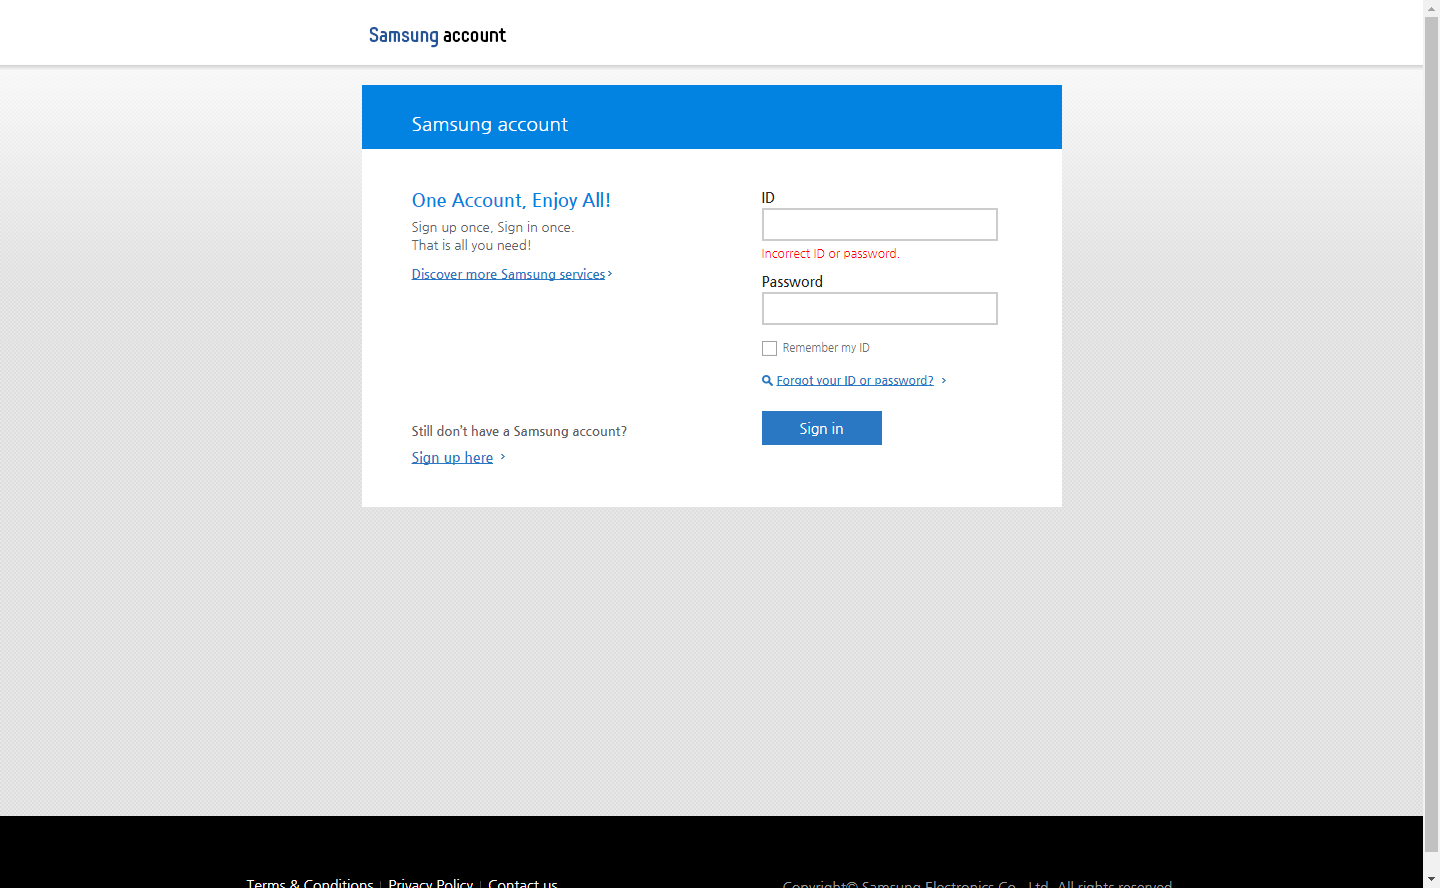 Samsung account
Samsung account
One Account, Enjoy All!
Sign up once, Sign in once.
That is all you need!
Discover more Samsung services
Still don't have a Samsung account?
Sign up here
ID
Incorrect ID or password.
Password
Remember my ID
Forgot your ID or password?
Sign in
Terms & Conditions | Privacy Policy | Contact us
Copyright© Samsung Electronics Co., Ltd. All rights reserved.